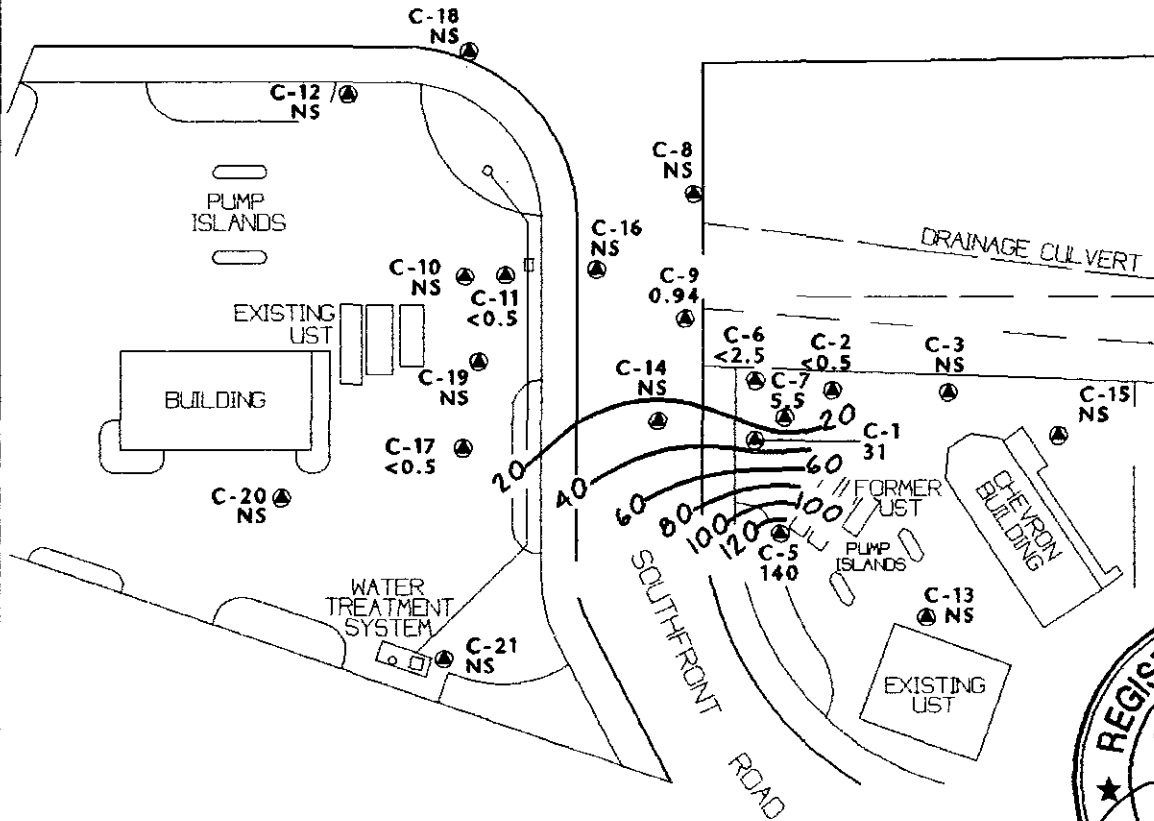 C-18
NS
C-12
NS
C-8
NS
PUMP
ISLANDS
C-16
NS
DRAINAGE CULVERT
C-10
NS
C-11
<0.5
C-9
0.94
EXISTING
UST
C-6
<2.5
C-2
<0.5
C-3
NS
C-19
NS
C-14
NS
C-7
5.5
C-15
NS
BUILDING
20
C-1
31
C-17
<0.5
20
40
60
60
80
100
100
120
FORMER
UST
CHEVRON
BUILDING
C-20
NS
C-5
140
PUMP
ISLANDS
SOUTHFRONT ROAD
WATER
TREATMENT
SYSTEM
C-13
NS
C-21
NS
EXISTING
UST
★ REGIS